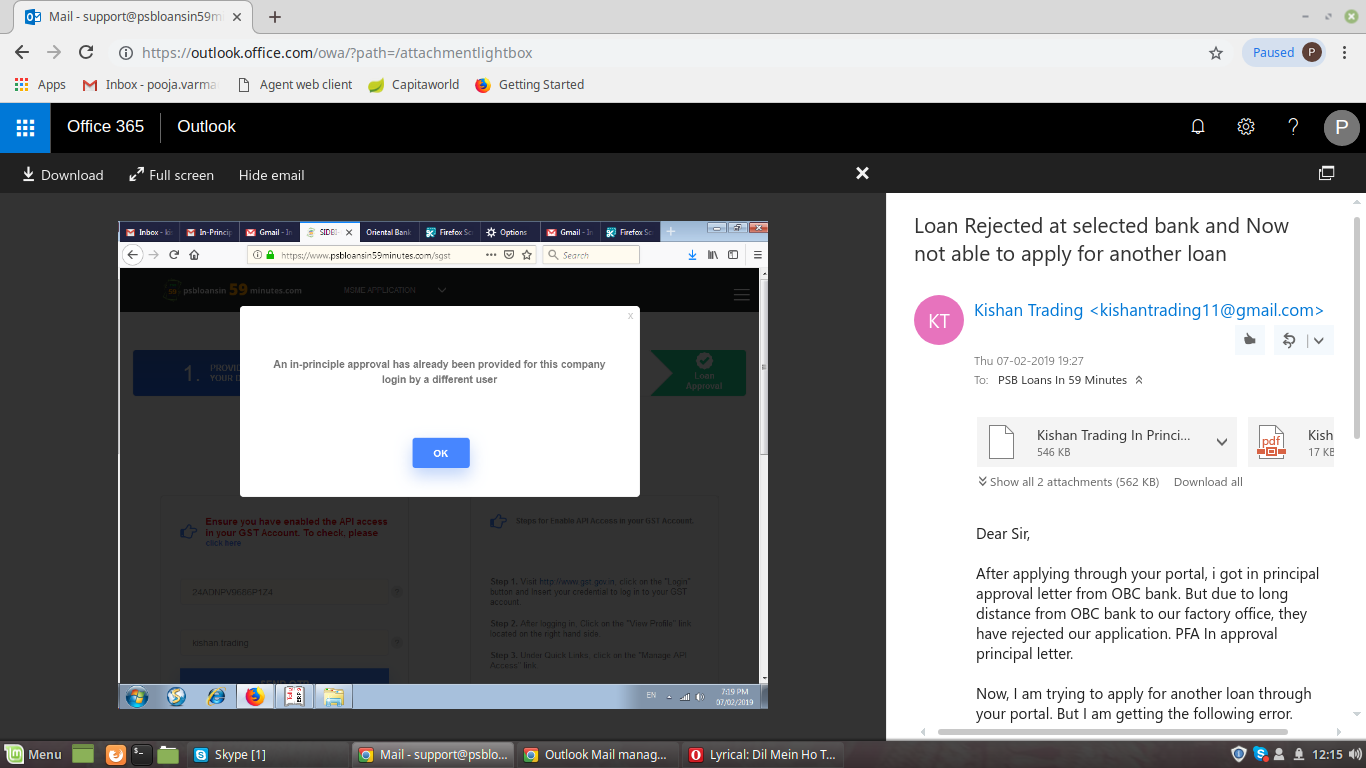 Mail - support@psbloansin59m
https://outlook.office.com/owa/?path=/attachmentlightbox
Paused P
Apps Inbox - pooja.varma Agent web client Capitaworld Getting Started
Office 365 Outlook ? P
Download Full screen Hide email
Inbox - ki In-Princip Gmail - In SIDBI- Oriental Bank Firefox Scr Options Gmail - In Firefox Scr
https://www.psbloansin59minutes.com/sgst Search
psbloansin 59 minutes.com MSME APPLICATION
x
An in-principle approval has already been provided for this company
login by a different user
OK
1. PROVID
YOUR
Loan
Approval
Ensure you have enabled the API access
in your GST Account. To check, please
click here
kishan trading
SEND OTP
Steps for Enable API Access in your GST Account.
Step 1. Visit http://www.gst.gov.in, click on the "Login"
button and insert your credential to log in to your GST
account
Step 2. After logging in, Click on the "View Profile" link
located on the right hand side
Step 3. Under Quick Links, click on the "Manage API
Access" link
EN 7:19 PM
07/02/2019
Loan Rejected at selected bank and Now
not able to apply for another loan
KT
Kishan Trading <kishantrading11@gmail.com>
Thu 07-02-2019 19:27
To: PSB Loans In 59 Minutes
Kishan Trading In Princi...
546 KB
pdf
Kish
17 KB
Show all 2 attachments (562 KB) Download all
Dear Sir,
After applying through your portal, i got in principal
approval letter from OBC bank. But due to long
distance from OBC bank to our factory office, they
have rejected our application. PFA In approval
principal letter.
Now, I am trying to apply for another loan through
your portal. But I am getting the following error.
Menu Skype [1] Mail - support@psblo... Outlook Mail manag... Lyrical: Dil Mein Ho T... 12:15